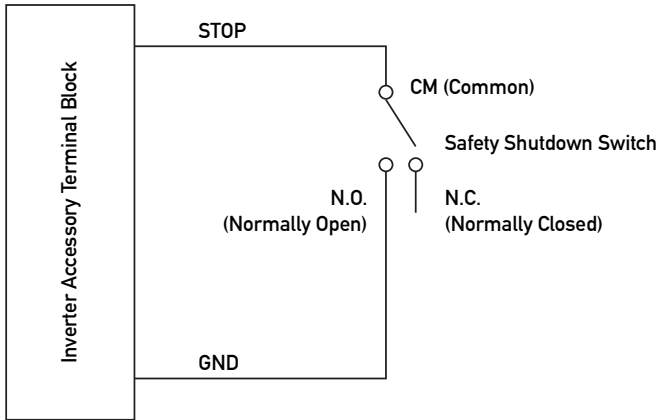 STOP
CM (Common)
Safety Shutdown Switch
N.O.
(Normally Open)
N.C.
(Normally Closed)
GND
Inverter Accessory Terminal Block